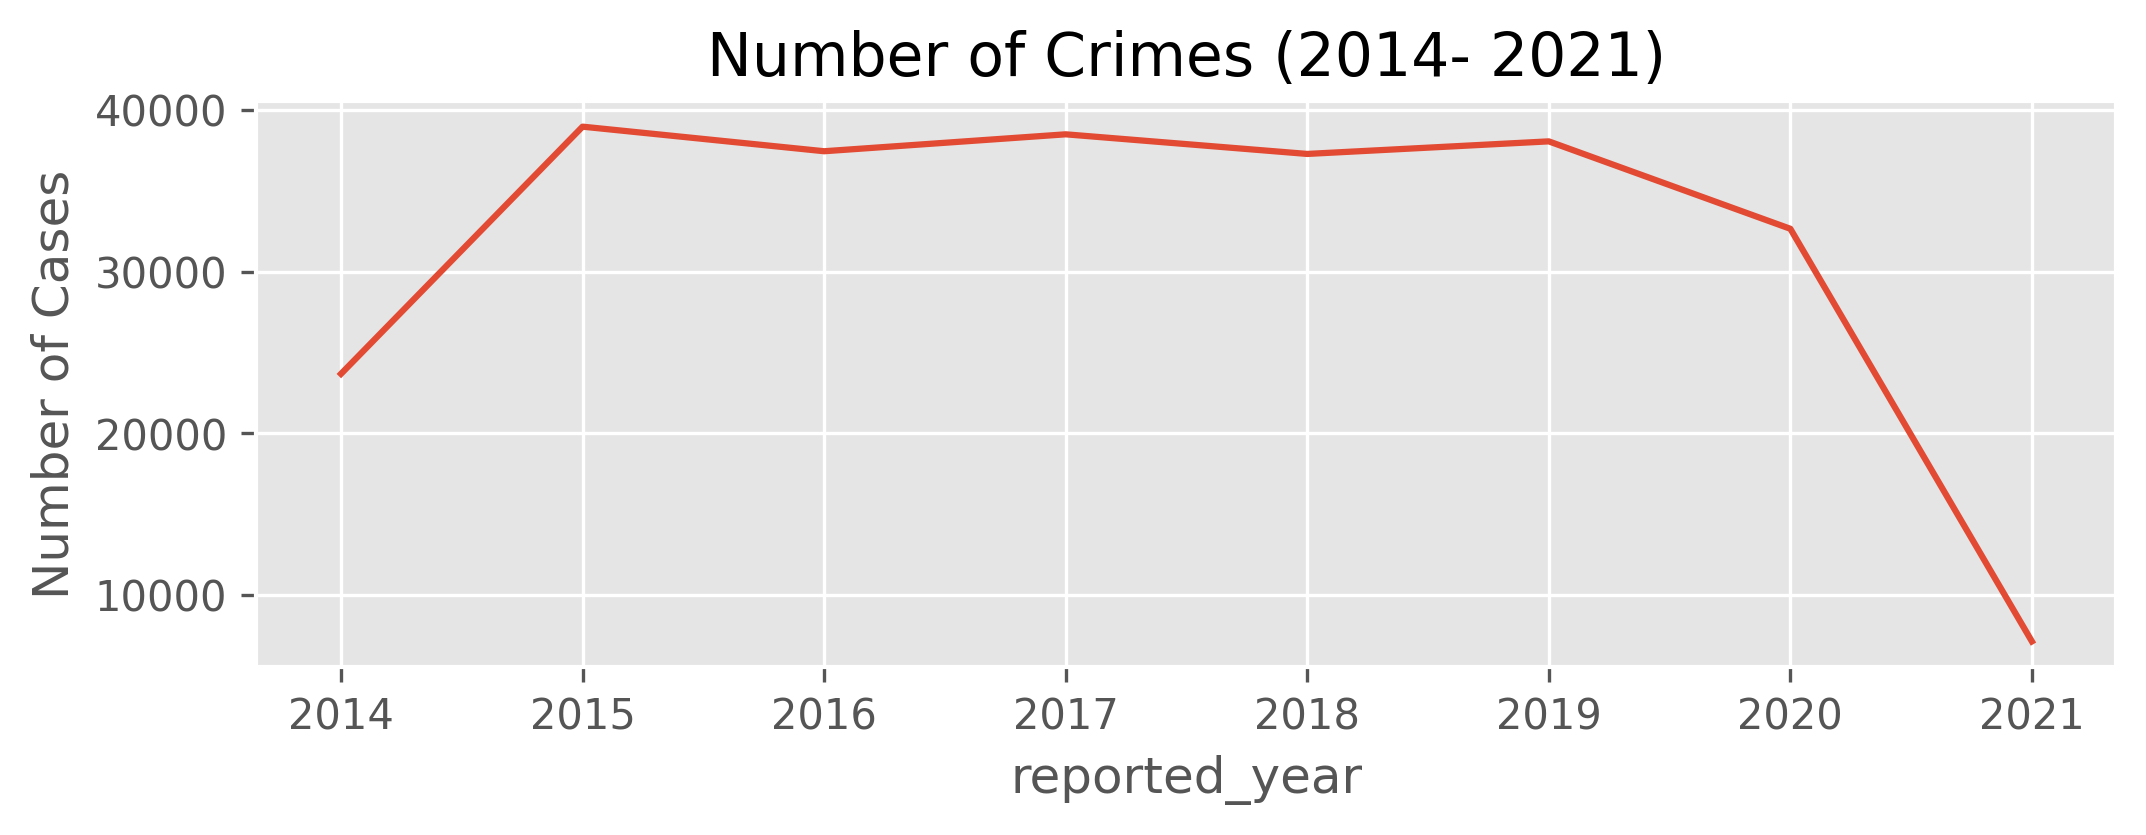 Number of Crimes (2014- 2021)
Number of Cases
40000
30000
20000
10000
2014 2015 2016 2017 2018 2019 2020 2021
reported_year